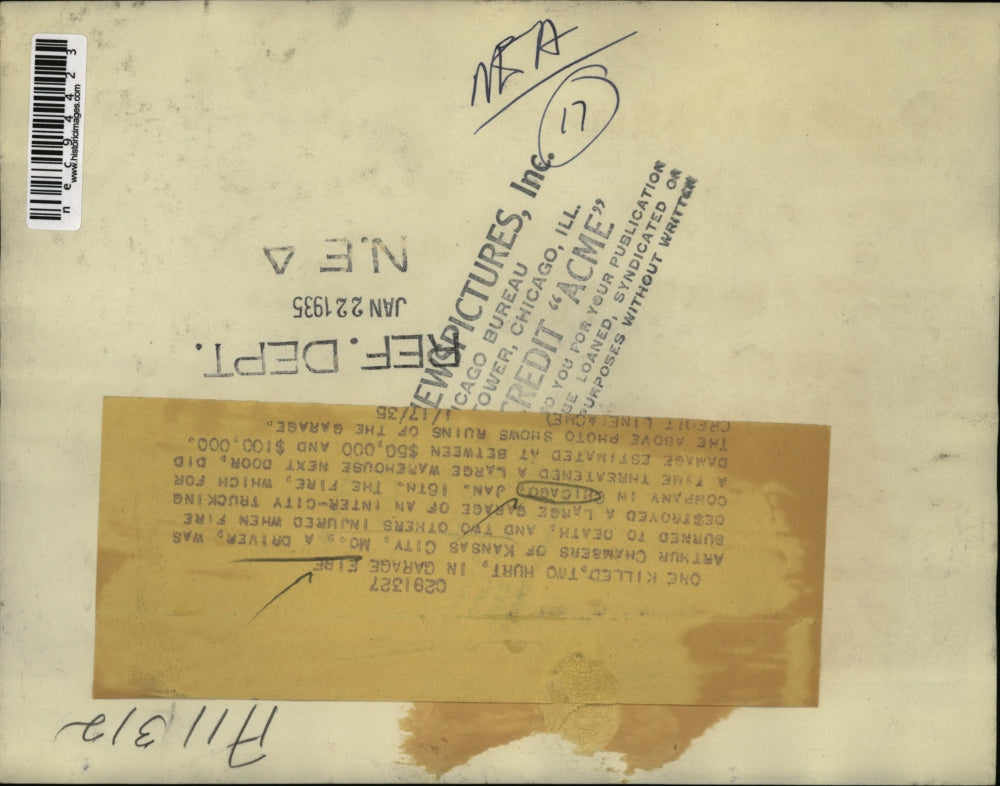 NEA
17
necq94423
www.historicimages.com
NEWSPICTURES, Inc.
CHICAGO BUREAU
TOWER, CHICAGO, ILL.
CREDIT "ACME"
TO YOU FOR YOUR PUBLICATION
BE LOANED, SYNDICATED OR
PURPOSES WITHOUT WRITTEN
N.E.A
JAN 22 1935
REF. DEPT.
C291327
ONE KILLED, TWO HURT, IN GARAGE FIRE
ARTHUR CHAMBERS OF KANSAS CITY, MO., A DRIVER, WAS
BURNED TO DEATH, AND TWO OTHERS INJURED WHEN FIRE
DESTROYED A LARGE GARAGE OF AN INTER-CITY TRUCKING
COMPANY IN CHICAGO, JAN. 16TH. THE FIRE, WHICH FOR
A TIME THREATENED A LARGE WAREHOUSE NEXT DOOR, DID
DAMAGE ESTIMATED AT BETWEEN $50,000 AND $100,000.
THE ABOVE PHOTO SHOWS RUINS OF THE GARAGE.
CREDIT LINE(ACME) 1/17/35
A11312